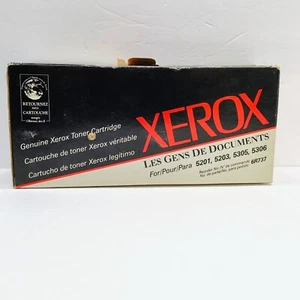 RETOURNEZ
CARTOUCHE
XEROX
Genuine Xerox Toner Cartridge
Cartouche de toner Xerox véritable
Cartucho de toner Xerox legitimo
LES GENS DE DOCUMENTS
For/Pour/Para 5201, 5203, 5305, 5306
6R737